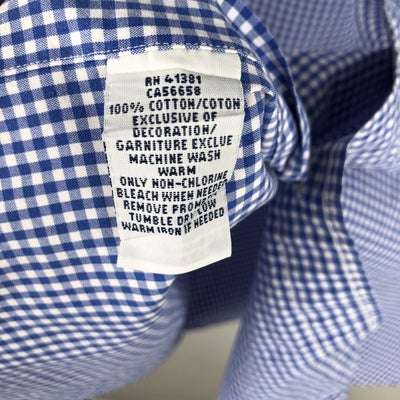 RN 41381
CA56658
100% COTTON/COTON
EXCLUSIVE OF
DECORATION/
GARNITURE EXCLUE
MACHINE WASH
WARM
ONLY NON-CHLORINE
BLEACH WHEN NEEDED
REMOVE PROMPTLY
TUMBLE DRY LOW
WARM IRON IF NEEDED